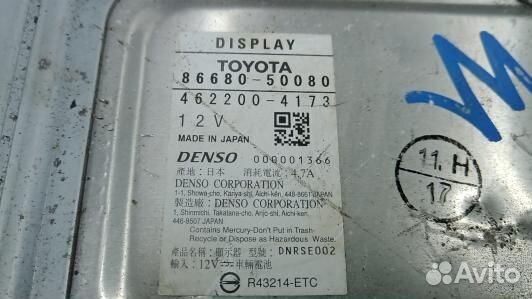 DISPLAY
TOYOTA
86680-50080
462200-4173
12V
MADE IN JAPAN
DENSO 000001366
產地:日本 消耗電流:4.7A
DENSO CORPORATION
1-1, Showa-cho, Kariya-shi, Aichi-ken, 448-8661 JAPAN
製造廠:DENSO CORPORATION
1, Shinmichi, Takatana-cho, Anjo-shi, Aichi-ken,
446-8507 JAPAN
Contains Mercury-Don't Put in Trash-
Recycle or Dispose as Hazardous Waste.
產品名稱:顯示器 型號:DNRSE002
輸入:12V 車輛電池
R43214-ETC
11.H
17
Avito